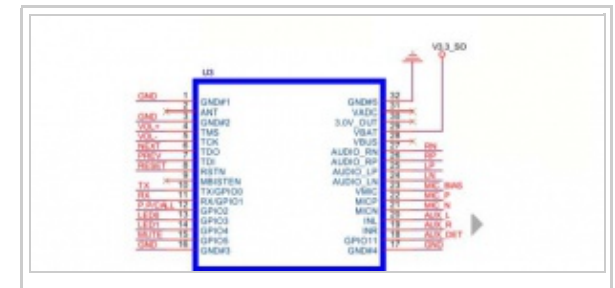 V3.3_SO
U3
GND 1 GND#1
2 ANT
GND 3 GND#2
VOL+ 4 TMS
VOL- 5 TCK
NEXT 6 TDO
PREV 7 TDI
RESET 8 RSTN
9 MBISTEN
TX 10 TX/GPIO0
RX 11 RX/GPIO1
P.P/CALL 12 GPIO2
LED0 13 GPIO3
LED1 14 GPIO4
MUTE 15 GPIO5
GND 16 GND#3
GND#5 32
VADC 31
3.0V_OUT 30
VBAT 29
VBUS 28
AUDIO_RN 27 RN
AUDIO_RP 26 RP
AUDIO_LP 25 LP
AUDIO_LN 24 LN
VMIC 23 MIC_BIAS
MICP 22 MIC_P
MICN 21 MIC_N
INL 20 AUX_L
INR 19 AUX_R
GPIO11 18 AUX_DET
GND#4 17 GND